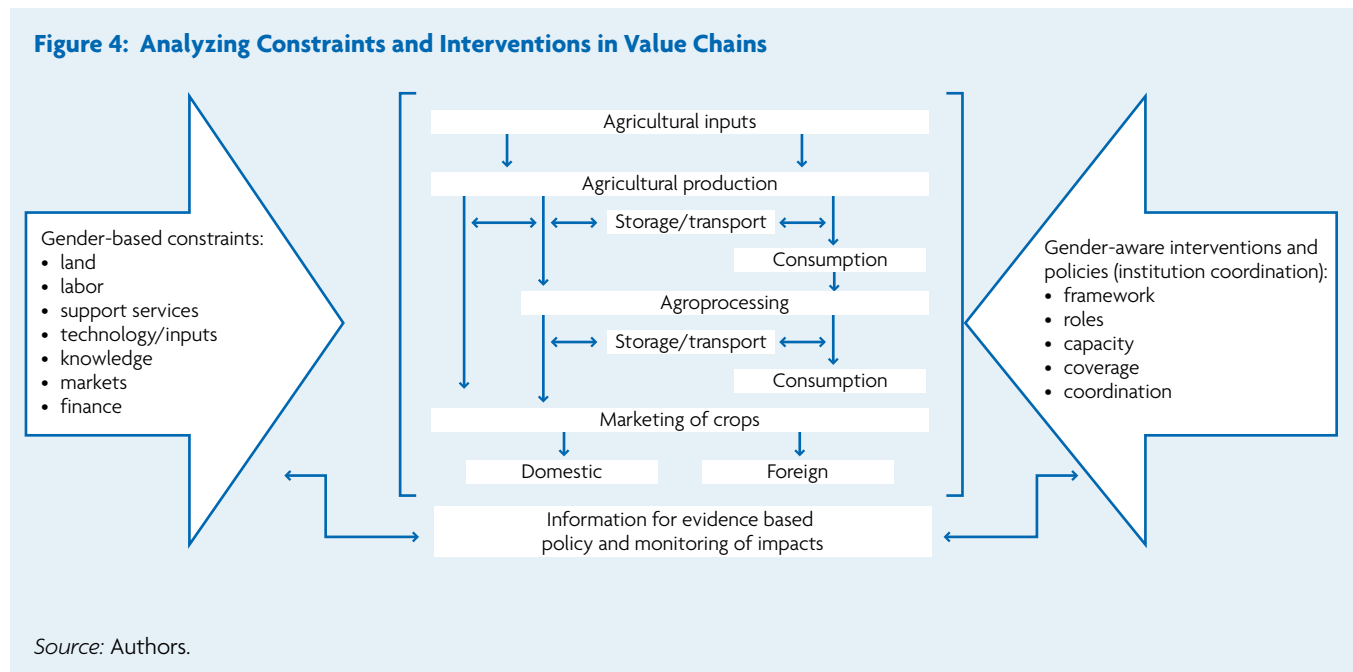 Figure 4: Analyzing Constraints and Interventions in Value Chains
Gender-based constraints:
• land
• labor
• support services
• technology/inputs
• knowledge
• markets
• finance
Agricultural inputs
Agricultural production
Storage/transport
Consumption
Agroprocessing
Storage/transport
Consumption
Marketing of crops
Domestic
Foreign
Information for evidence based
policy and monitoring of impacts
Gender-aware interventions and
policies (institution coordination):
• framework
• roles
• capacity
• coverage
• coordination
Source: Authors.